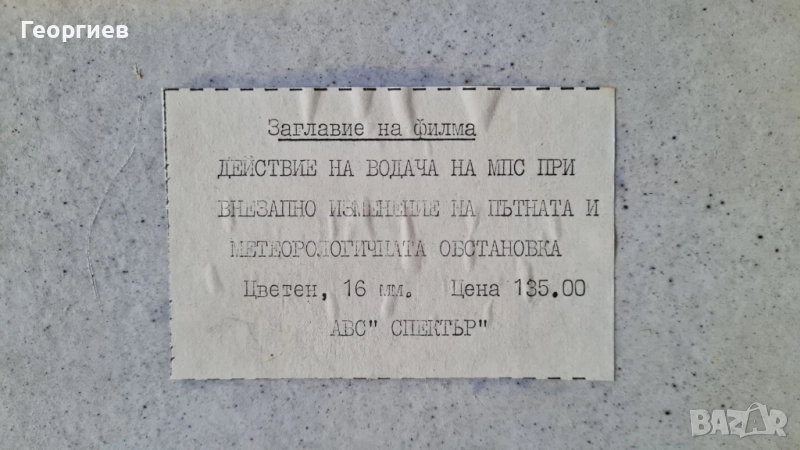 Георгиев
Заглавие на филма
ДЕЙСТВИЕ НА ВОДАЧА НА МПС ПРИ
ВНЕЗАПНО ИЗМЕНЕНИЕ НА ПЪТНАТА И
МЕТЕОРОЛОГИЧНАТА ОБСТАНОВКА
Цветен, 16 мм. Цена 135.00
АВС" СПЕКТЪР"
BAZAR